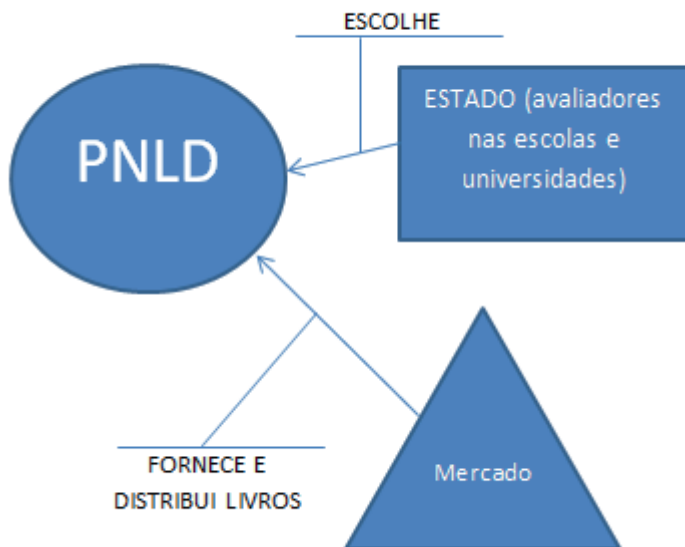 ESCOLHE
PNLD
ESTADO (avaliadores
nas escolas e
universidades)
Mercado
FORNECE E
DISTRIBUI LIVROS